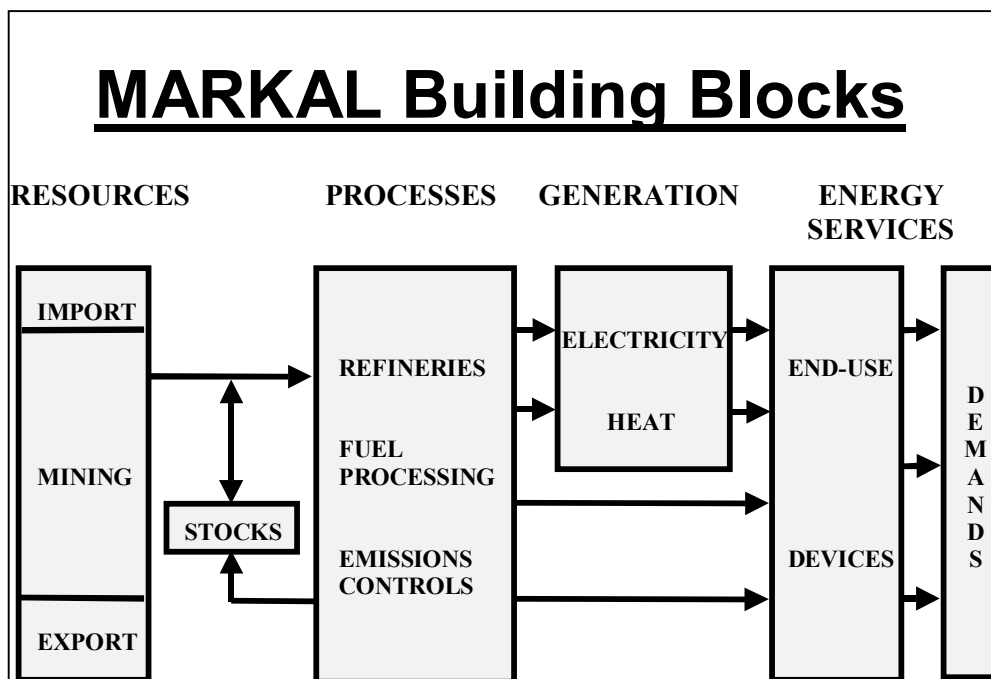 MARKAL Building Blocks
RESOURCES
PROCESSES
GENERATION
ENERGY
SERVICES
IMPORT
MINING
EXPORT
STOCKS
REFINERIES
FUEL
PROCESSING
EMISSIONS
CONTROLS
ELECTRICITY
HEAT
END-USE
DEVICES
D
E
M
A
N
D
S